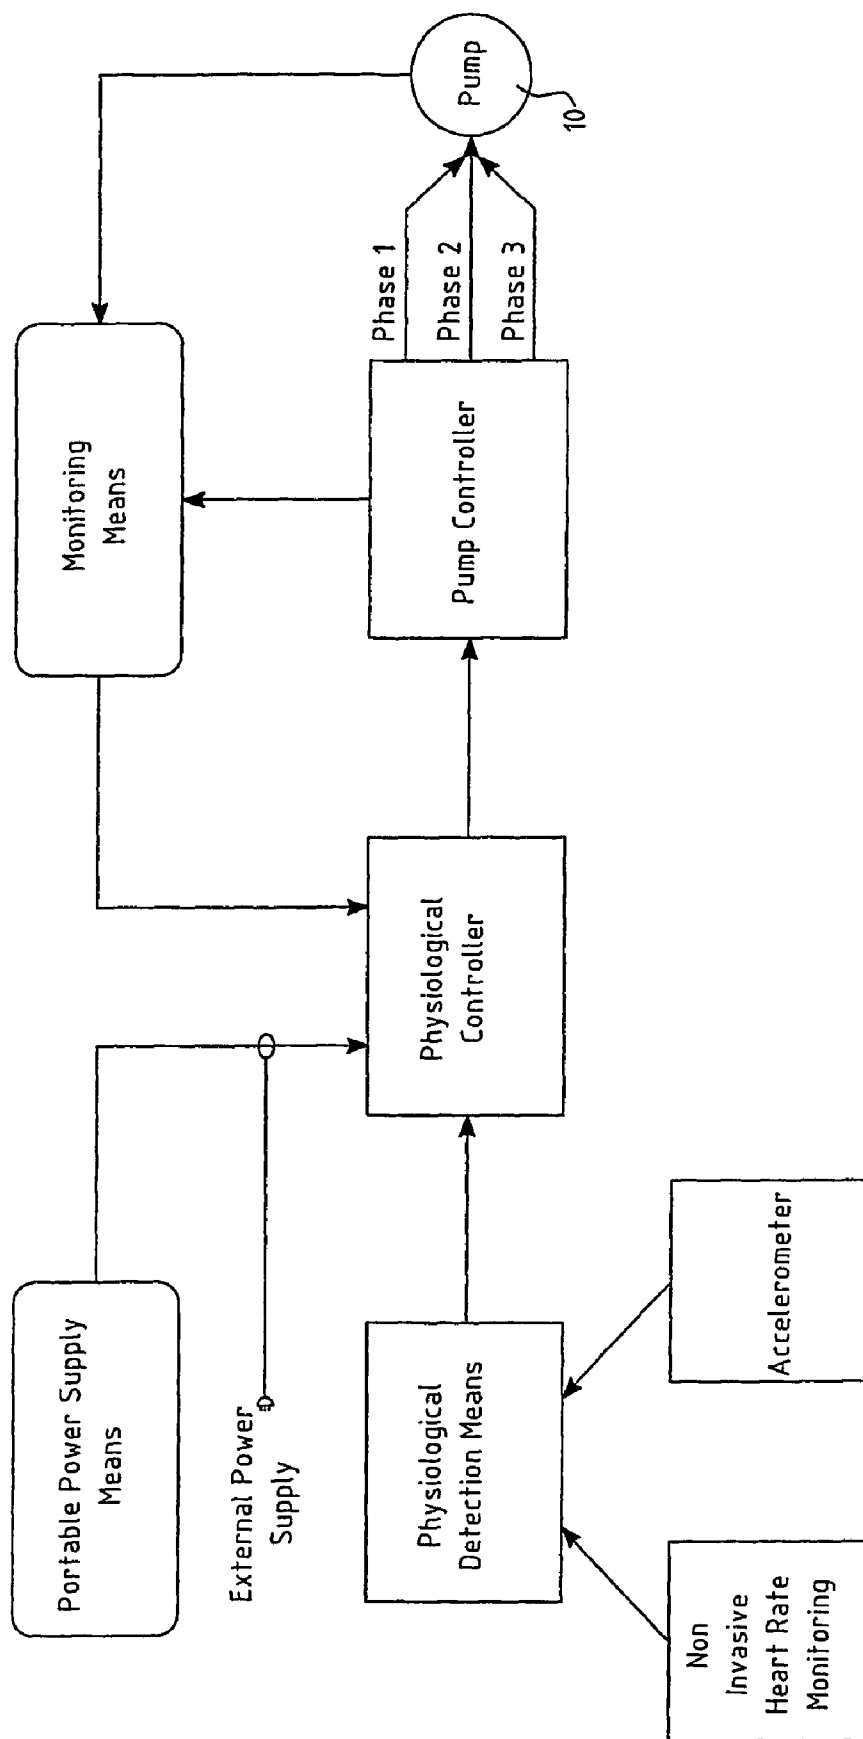 Portable Power Supply
Means
External Power
Supply
Monitoring
Means
Physiological
Detection Means
Physiological
Controller
Pump Controller
Phase 1
Phase 2
Phase 3
Pump
10
Non
Invasive
Heart Rate
Monitoring
Accelerometer